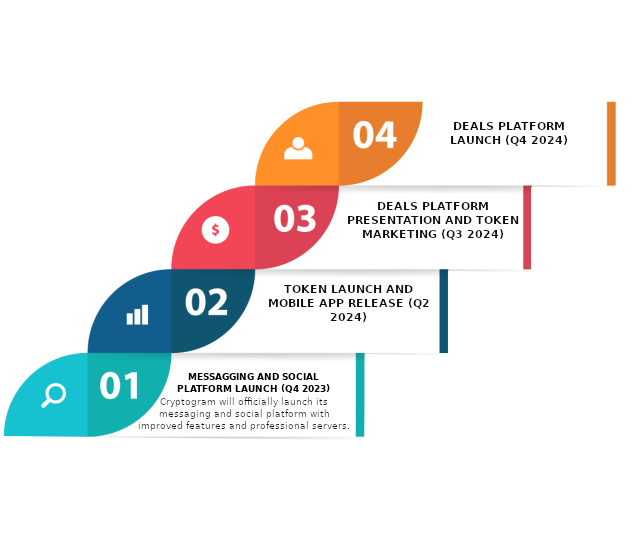 04
DEALS PLATFORM
LAUNCH (Q4 2024)
03
$
DEALS PLATFORM
PRESENTATION AND TOKEN
MARKETING (Q3 2024)
02
TOKEN LAUNCH AND
MOBILE APP RELEASE (Q2
2024)
01
MESSAGGING AND SOCIAL
PLATFORM LAUNCH (Q4 2023)
Cryptogram will officially launch its
messaging and social platform with
improved features and professional servers.